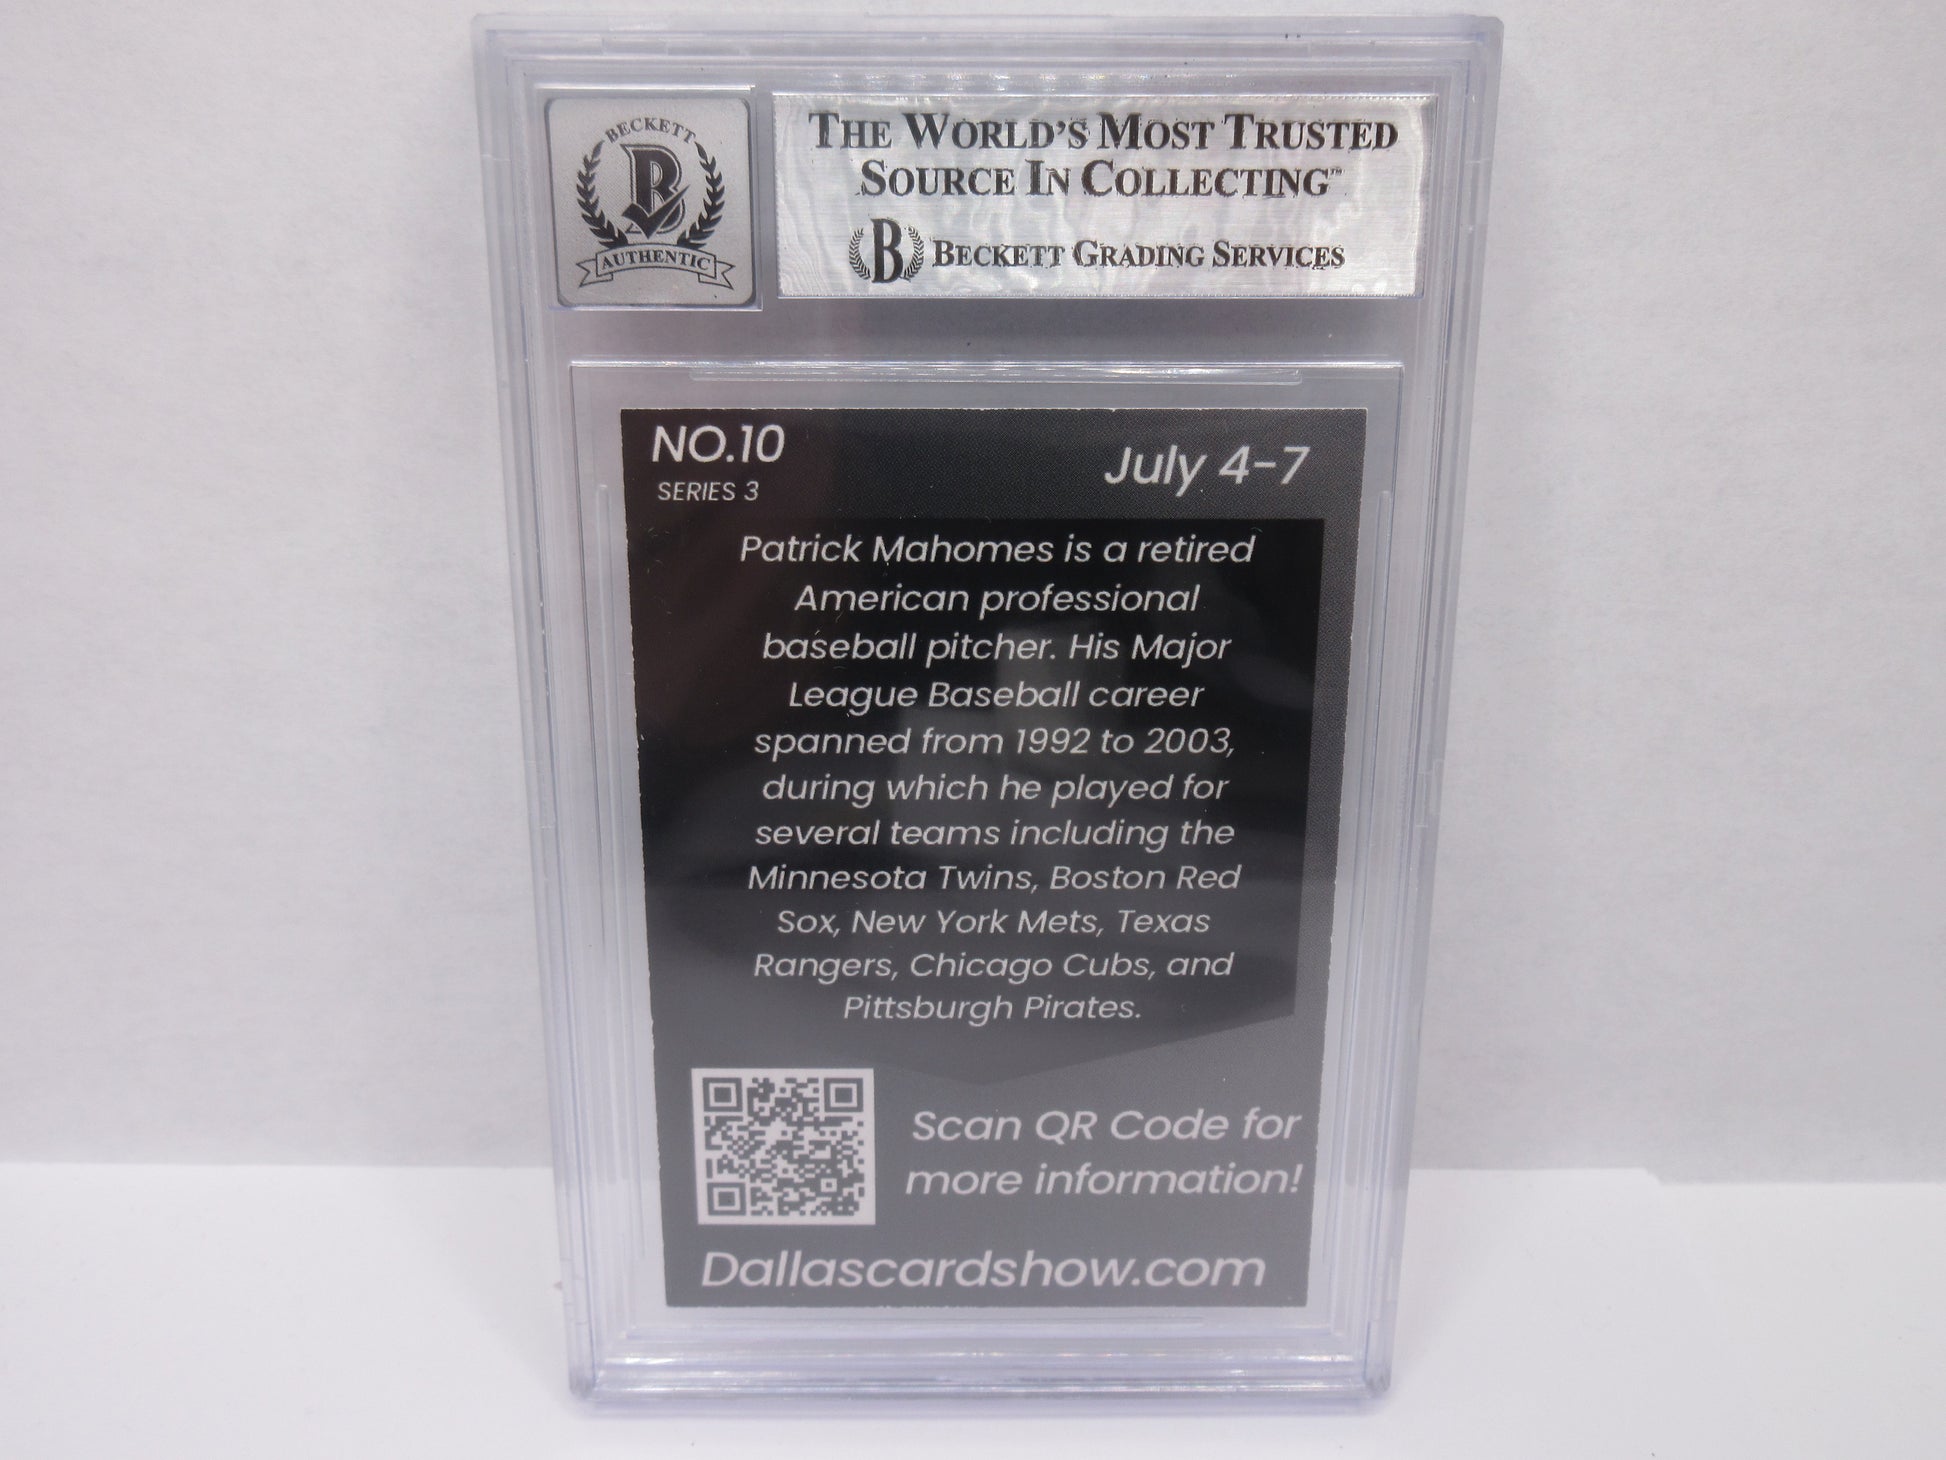 BECKETT
B
AUTHENTIC
THE WORLD'S MOST TRUSTED
SOURCE IN COLLECTING™
B BECKETT GRADING SERVICES
NO.10
SERIES 3
July 4-7
Patrick Mahomes is a retired
American professional
baseball pitcher. His Major
League Baseball career
spanned from 1992 to 2003,
during which he played for
several teams including the
Minnesota Twins, Boston Red
Sox, New York Mets, Texas
Rangers, Chicago Cubs, and
Pittsburgh Pirates.
Scan QR Code for
more information!
Dallascardshow.com